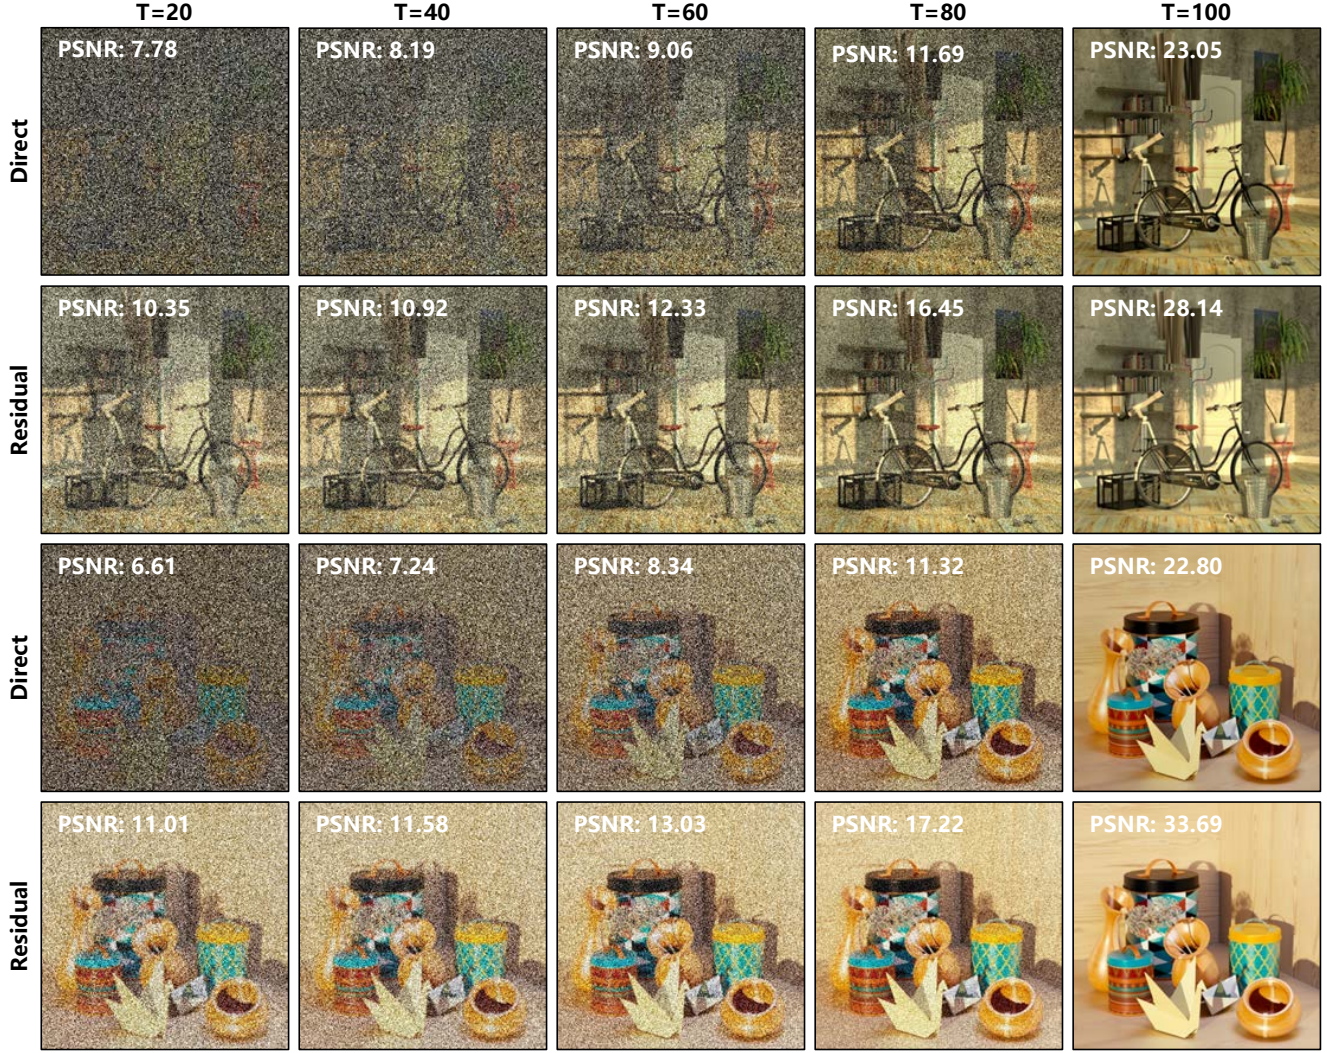 T=20 T=40 T=60 T=80 T=100
Direct
PSNR: 7.78 PSNR: 8.19 PSNR: 9.06 PSNR: 11.69 PSNR: 23.05
Residual
PSNR: 10.35 PSNR: 10.92 PSNR: 12.33 PSNR: 16.45 PSNR: 28.14
Direct
PSNR: 6.61 PSNR: 7.24 PSNR: 8.34 PSNR: 11.32 PSNR: 22.80
Residual
PSNR: 11.01 PSNR: 11.58 PSNR: 13.03 PSNR: 17.22 PSNR: 33.69